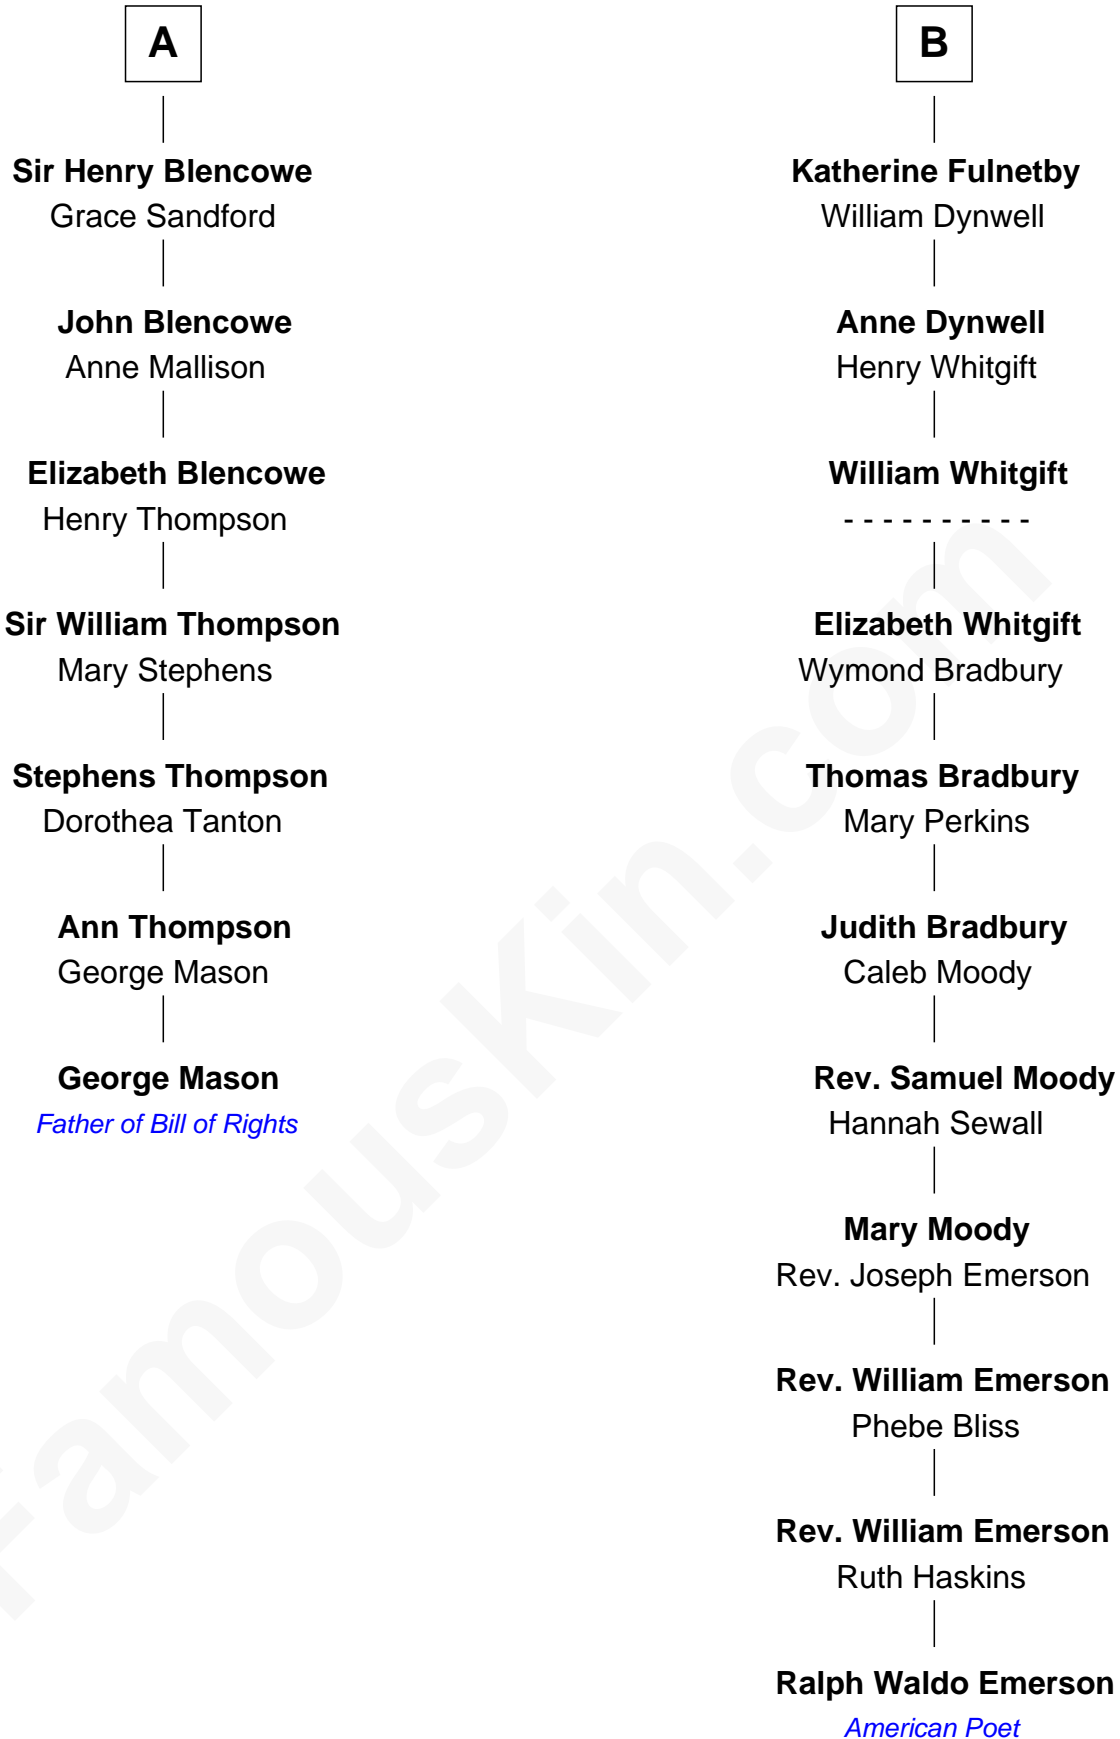 A
Sir Henry Blencowe
Grace Sandford
John Blencowe
Anne Mallison
Elizabeth Blencowe
Henry Thompson
Sir William Thompson
Mary Stephens
Stephens Thompson
Dorothea Tanton
Ann Thompson
George Mason
George Mason
Father of Bill of Rights
B
Katherine Fulnetby
William Dynwell
Anne Dynwell
Henry Whitgift
William Whitgift
- - - - - - - - - -
Elizabeth Whitgift
Wymond Bradbury
Thomas Bradbury
Mary Perkins
Judith Bradbury
Caleb Moody
Rev. Samuel Moody
Hannah Sewall
Mary Moody
Rev. Joseph Emerson
Rev. William Emerson
Phebe Bliss
Rev. William Emerson
Ruth Haskins
Ralph Waldo Emerson
American Poet
FamousKin.com